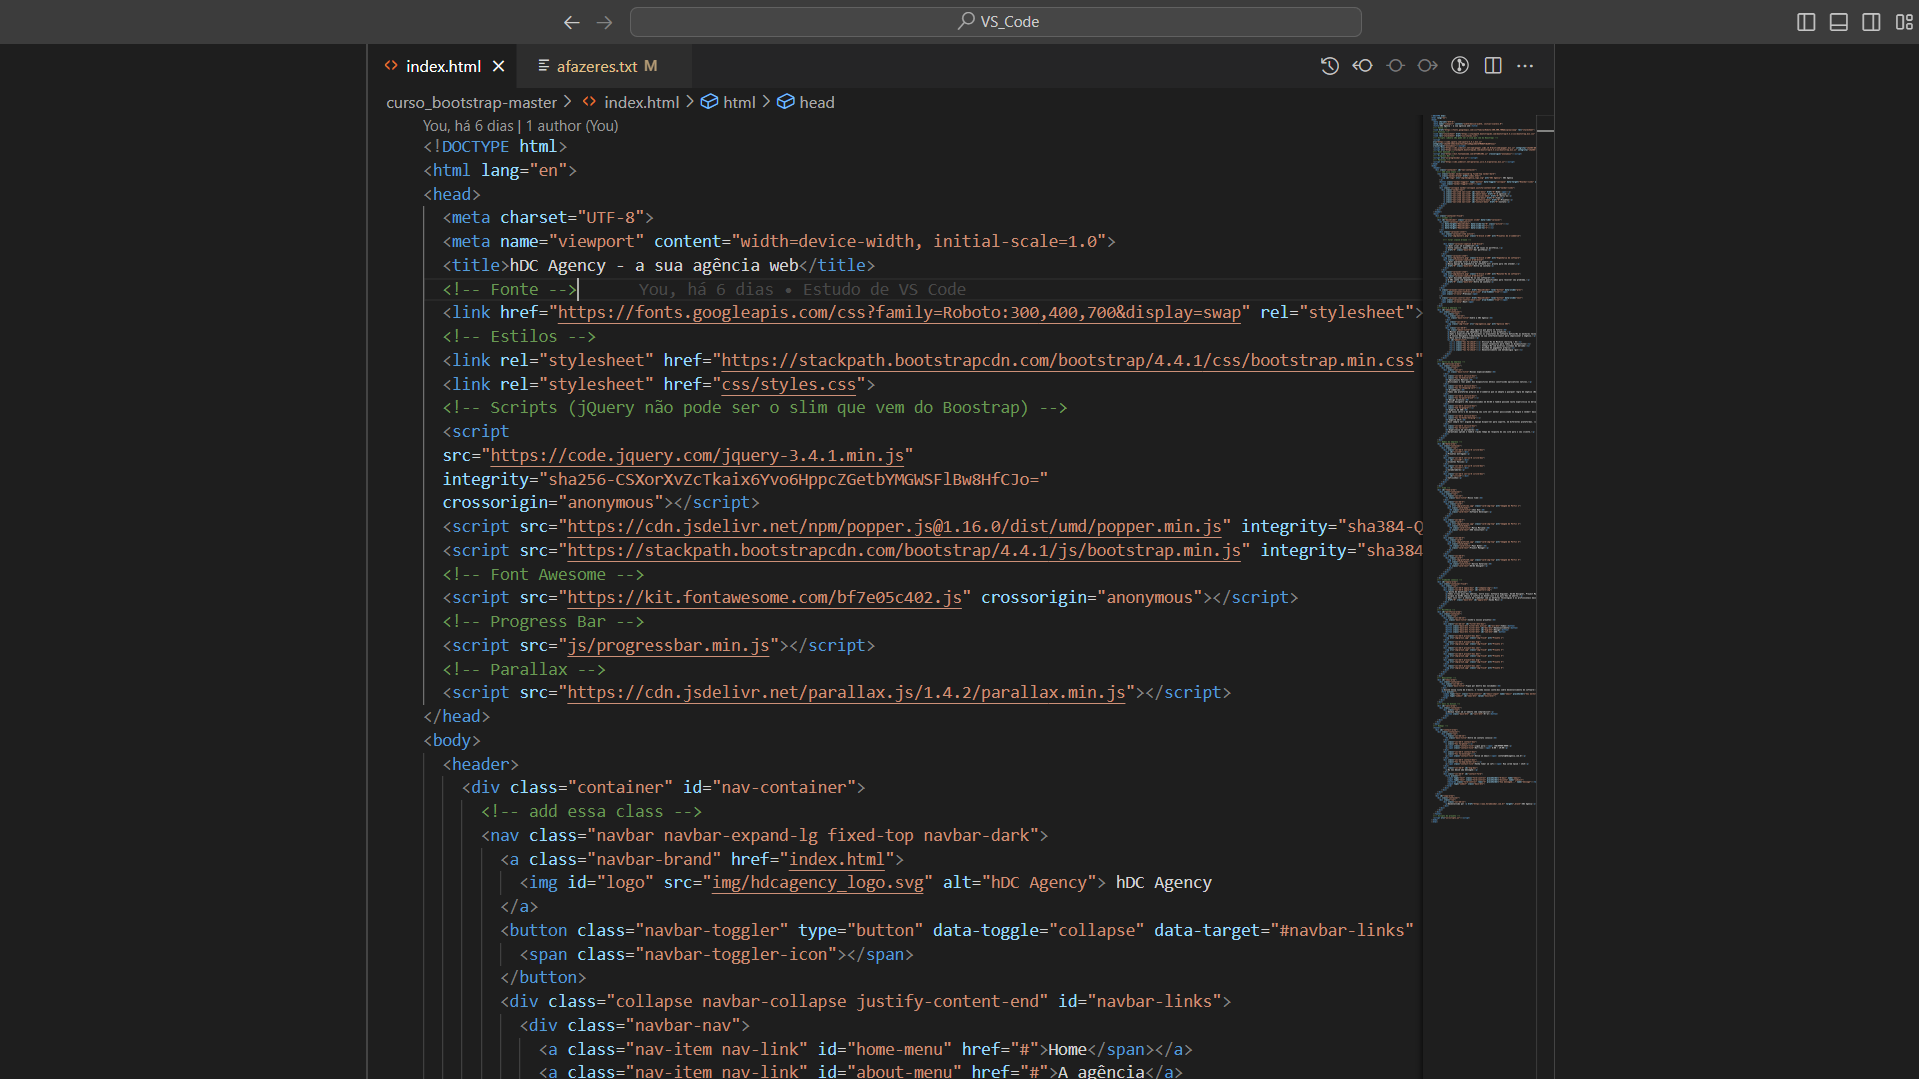 VS_Code
index.html
afazeres.txt M
curso_bootstrap-master > index.html > html > head
You, há 6 dias | 1 author (You)
<!DOCTYPE html>
<html lang="en">
<head>
<meta charset="UTF-8">
<meta name="viewport" content="width=device-width, initial-scale=1.0">
<title>hDC Agency - a sua agência web</title>
<!-- Fonte --> You, há 6 dias • Estudo de VS Code
<link href="https://fonts.googleapis.com/css?family=Roboto:300,400,700&display=swap" rel="stylesheet">
<!-- Estilos -->
<link rel="stylesheet" href="https://stackpath.bootstrapcdn.com/bootstrap/4.4.1/css/bootstrap.min.css"
<link rel="stylesheet" href="css/styles.css">
<!-- Scripts (jQuery não pode ser o slim que vem do Boostrap) -->
<script
src="https://code.jquery.com/jquery-3.4.1.min.js"
integrity="sha256-CSXorXvZcTkaix6Yvo6HppcZGetbYMGWSFlBw8HfCJo="
crossorigin="anonymous"></script>
<script src="https://cdn.jsdelivr.net/npm/popper.js@1.16.0/dist/umd/popper.min.js" integrity="sha384-Q
<script src="https://stackpath.bootstrapcdn.com/bootstrap/4.4.1/js/bootstrap.min.js" integrity="sha384
<!-- Font Awesome -->
<script src="https://kit.fontawesome.com/bf7e05c402.js" crossorigin="anonymous"></script>
<!-- Progress Bar -->
<script src="js/progressbar.min.js"></script>
<!-- Parallax -->
<script src="https://cdn.jsdelivr.net/parallax.js/1.4.2/parallax.min.js"></script>
</head>
<body>
<header>
<div class="container" id="nav-container">
<!-- add essa class -->
<nav class="navbar navbar-expand-lg fixed-top navbar-dark">
<a class="navbar-brand" href="index.html">
<img id="logo" src="img/hdcagency_logo.svg" alt="hDC Agency"> hDC Agency
</a>
<button class="navbar-toggler" type="button" data-toggle="collapse" data-target="#navbar-links"
<span class="navbar-toggler-icon"></span>
</button>
<div class="collapse navbar-collapse justify-content-end" id="navbar-links">
<div class="navbar-nav">
<a class="nav-item nav-link" id="home-menu" href="#">Home</span></a>
<a class="nav-item nav-link" id="about-menu" href="#">A agência</a>